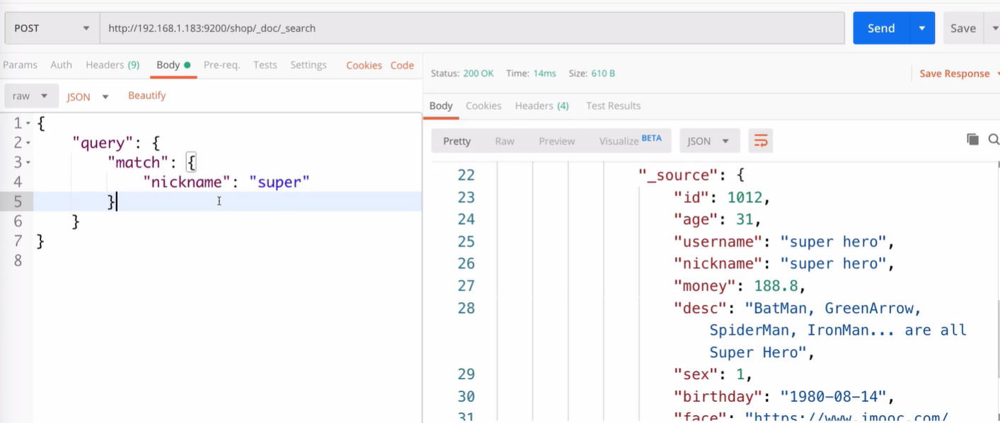 POST http://192.168.1.183:9200/shop/_doc/_search Send Save
Params Auth Headers (9) Body Pre-req. Tests Settings Cookies Code
raw JSON Beautify
1 {
2 "query": {
3 "match": {
4 "nickname": "super"
5 }
6 }
7 }
8
Status: 200 OK Time: 14ms Size: 610 B Save Response
Body Cookies Headers (4) Test Results
Pretty Raw Preview Visualize BETA JSON
22 "_source": {
23 "id": 1012,
24 "age": 31,
25 "username": "super hero",
26 "nickname": "super hero",
27 "money": 188.8,
28 "desc": "BatMan, GreenArrow,
SpiderMan, IronMan... are all
Super Hero",
29 "sex": 1,
30 "birthday": "1980-08-14",
31 "face": "https://www.imooc.com/